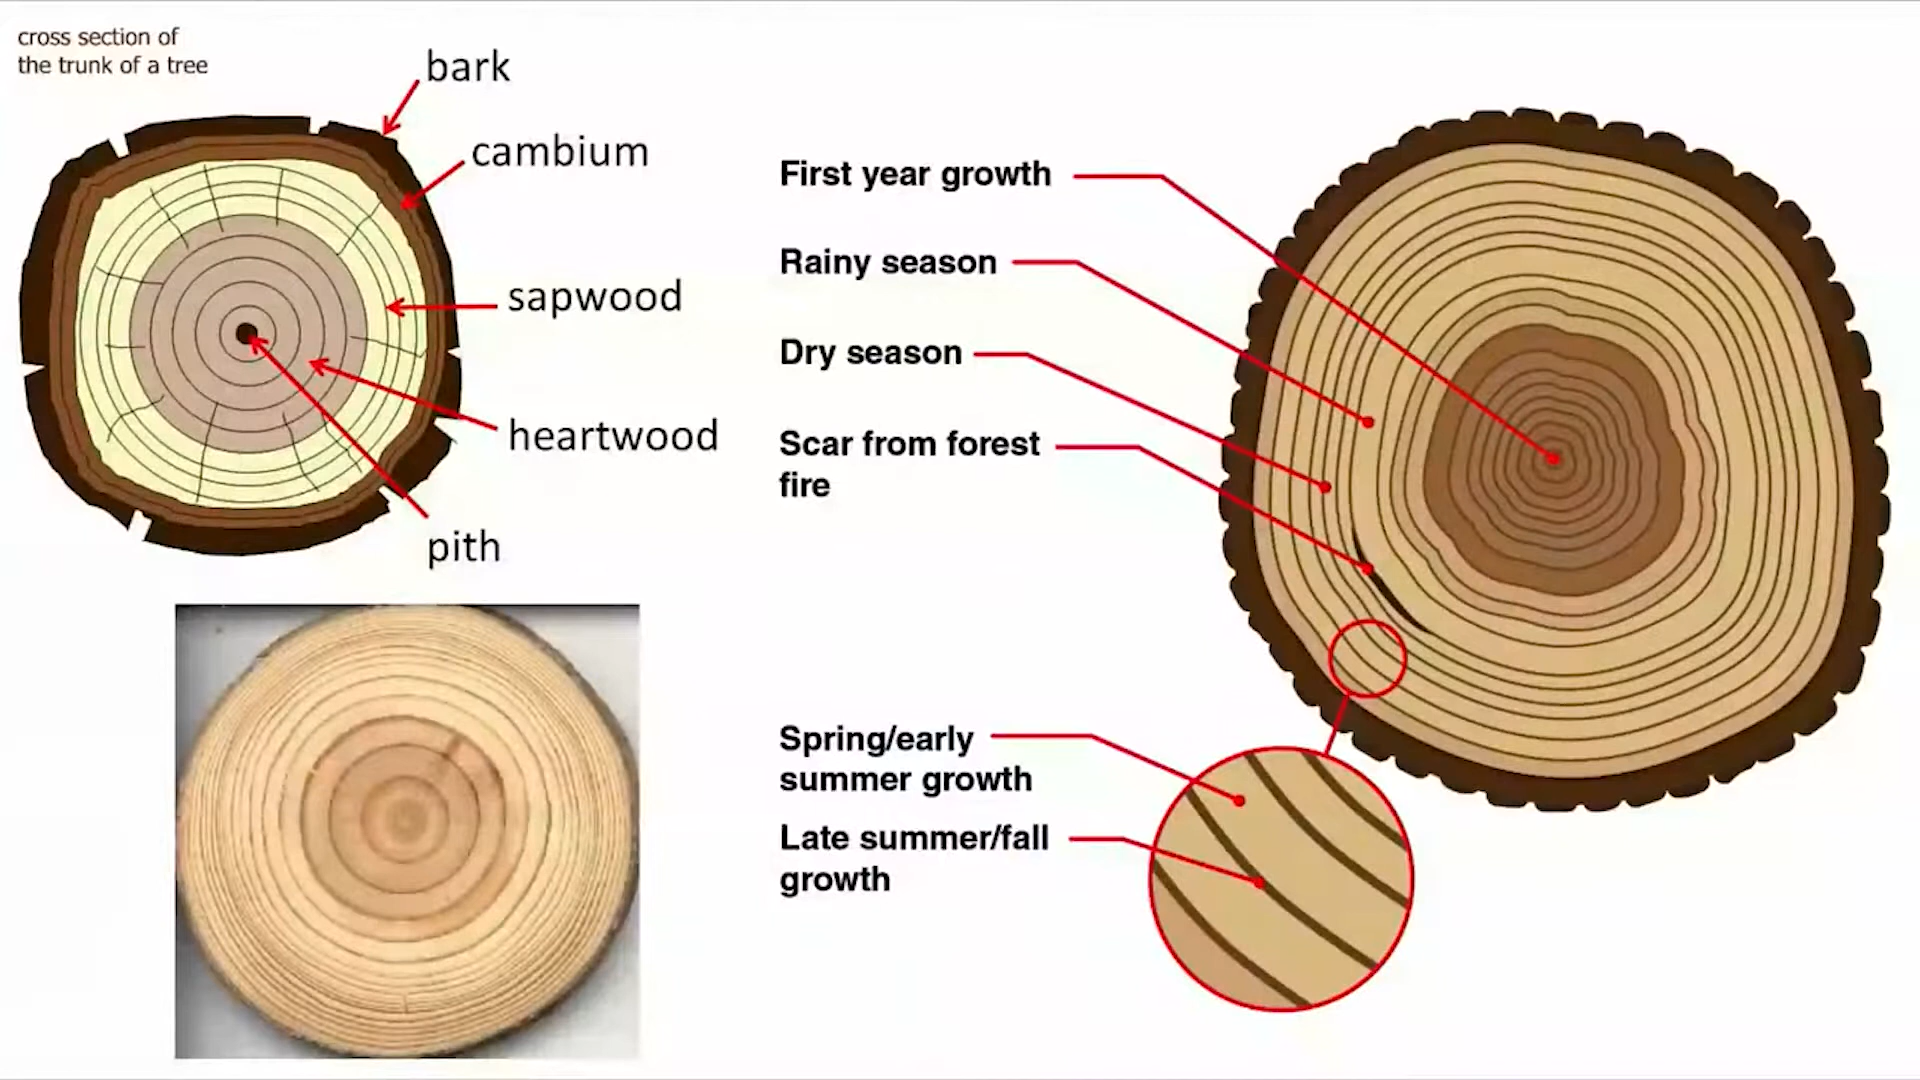 cross section of
the trunk of a tree
bark
cambium
sapwood
heartwood
pith
First year growth
Rainy season
Dry season
Scar from forest
fire
Spring/early
summer growth
Late summer/fall
growth